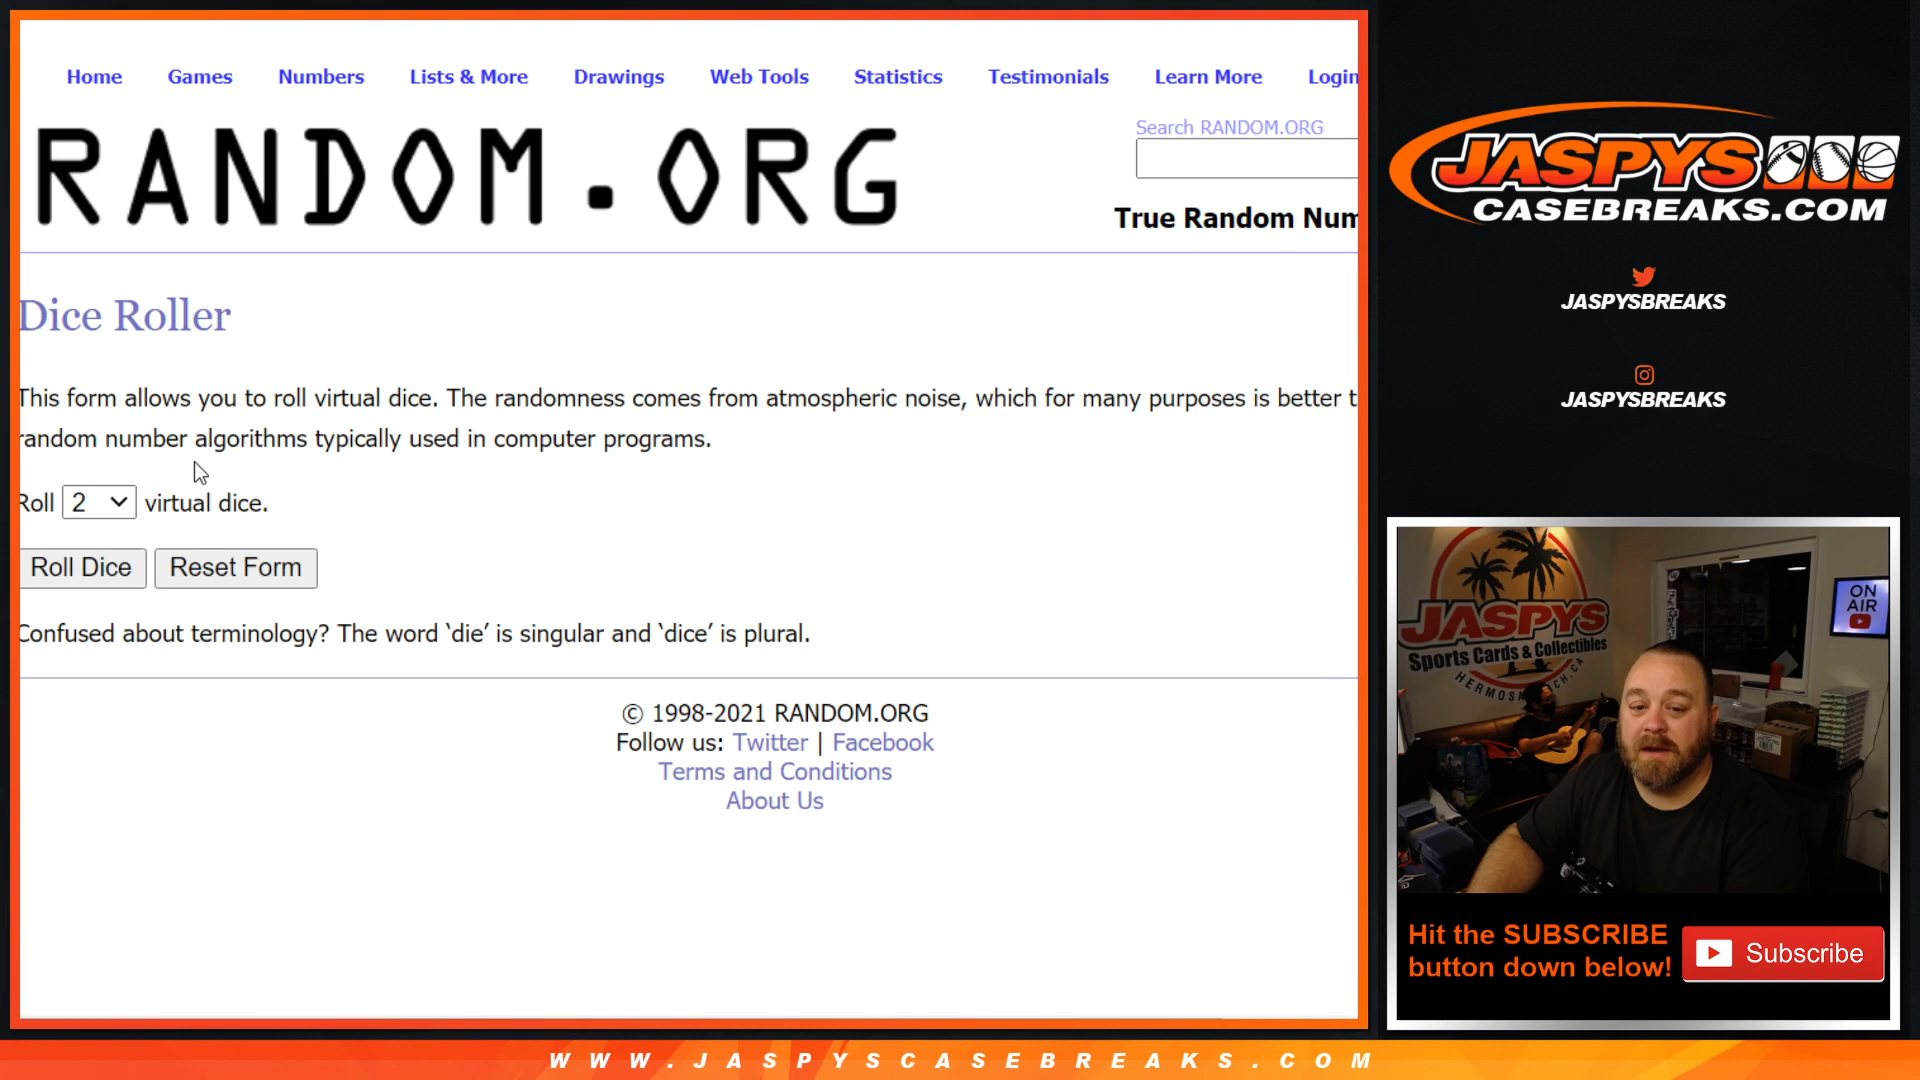 Home Games Numbers Lists & More Drawings Web Tools Statistics Testimonials Learn More Login
Search RANDOM.ORG
RANDOM.ORG
True Random Num
Dice Roller
This form allows you to roll virtual dice. The randomness comes from atmospheric noise, which for many purposes is better t
random number algorithms typically used in computer programs.
Roll 2 virtual dice.
Roll Dice Reset Form
Confused about terminology? The word ‘die’ is singular and ‘dice’ is plural.
© 1998-2021 RANDOM.ORG
Follow us: Twitter | Facebook
Terms and Conditions
About Us
JASPYS
CASEBREAKS.COM
JASPYSBREAKS
JASPYSBREAKS
JASPYS
Sports Cards & Collectibles
ON
AIR
Hit the SUBSCRIBE
button down below!
Subscribe
WWW.JASPYSCASEBREAKS.COM